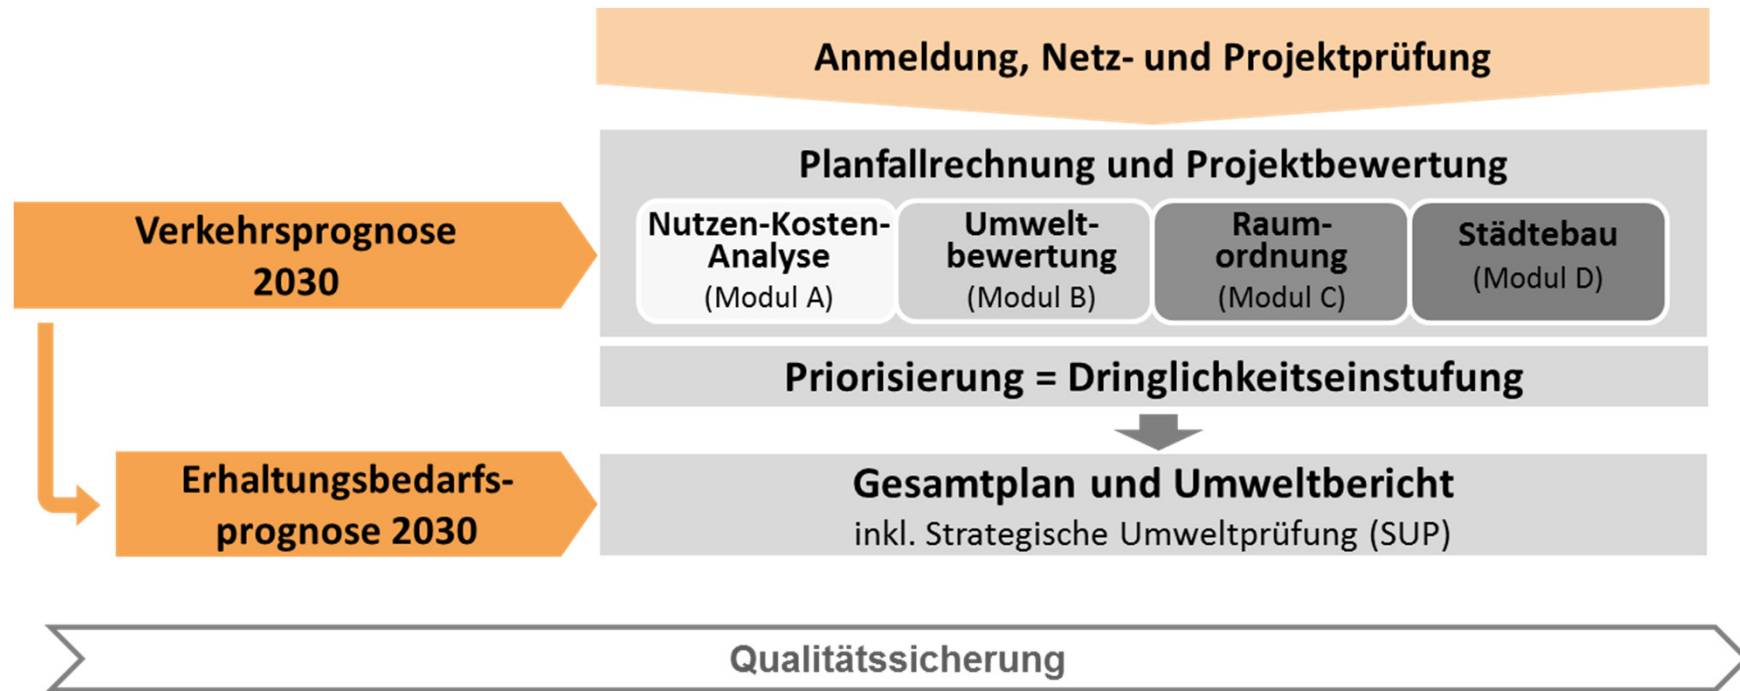 Anmeldung, Netz- und Projektprüfung
Planfallrechnung und Projektbewertung
Verkehrsprognose
2030
Nutzen-Kosten-
Analyse
(Modul A)
Umwelt-
bewertung
(Modul B)
Raum-
ordnung
(Modul C)
Städtebau
(Modul D)
Priorisierung = Dringlichkeitseinstufung
Erhaltungsbedarfs-
prognose 2030
Gesamtplan und Umweltbericht
inkl. Strategische Umweltprüfung (SUP)
Qualitätssicherung